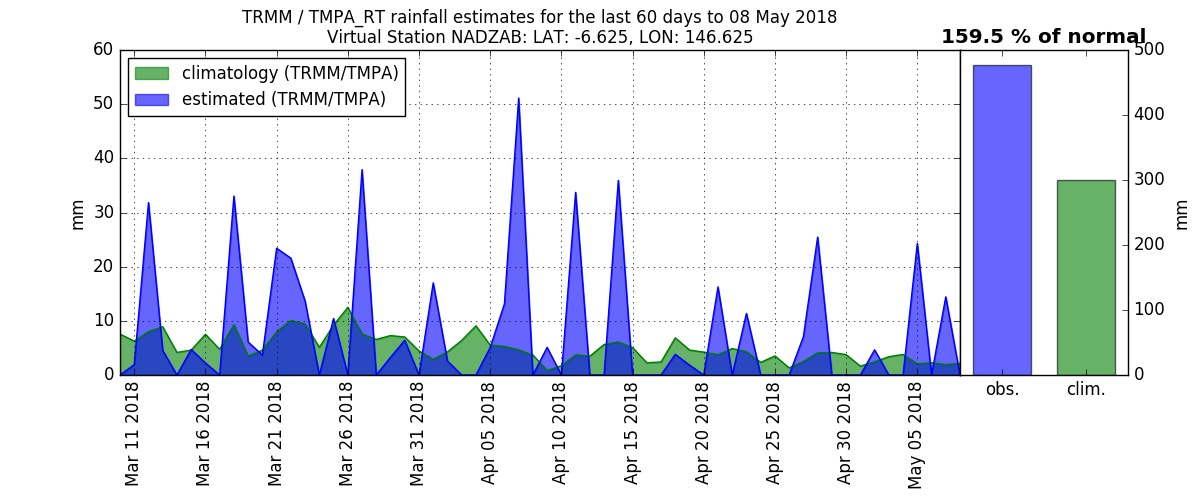 TRMM / TMPA_RT rainfall estimates for the last 60 days to 08 May 2018
Virtual Station NADZAB: LAT: -6.625, LON: 146.625
159.5 % of normal
climatology (TRMM/TMPA)
estimated (TRMM/TMPA)
60
50
40
30
20
10
0
mm
Mar 11 2018
Mar 16 2018
Mar 21 2018
Mar 26 2018
Mar 31 2018
Apr 05 2018
Apr 10 2018
Apr 15 2018
Apr 20 2018
Apr 25 2018
Apr 30 2018
May 05 2018
obs.
clim.
500
400
300
200
100
0
mm